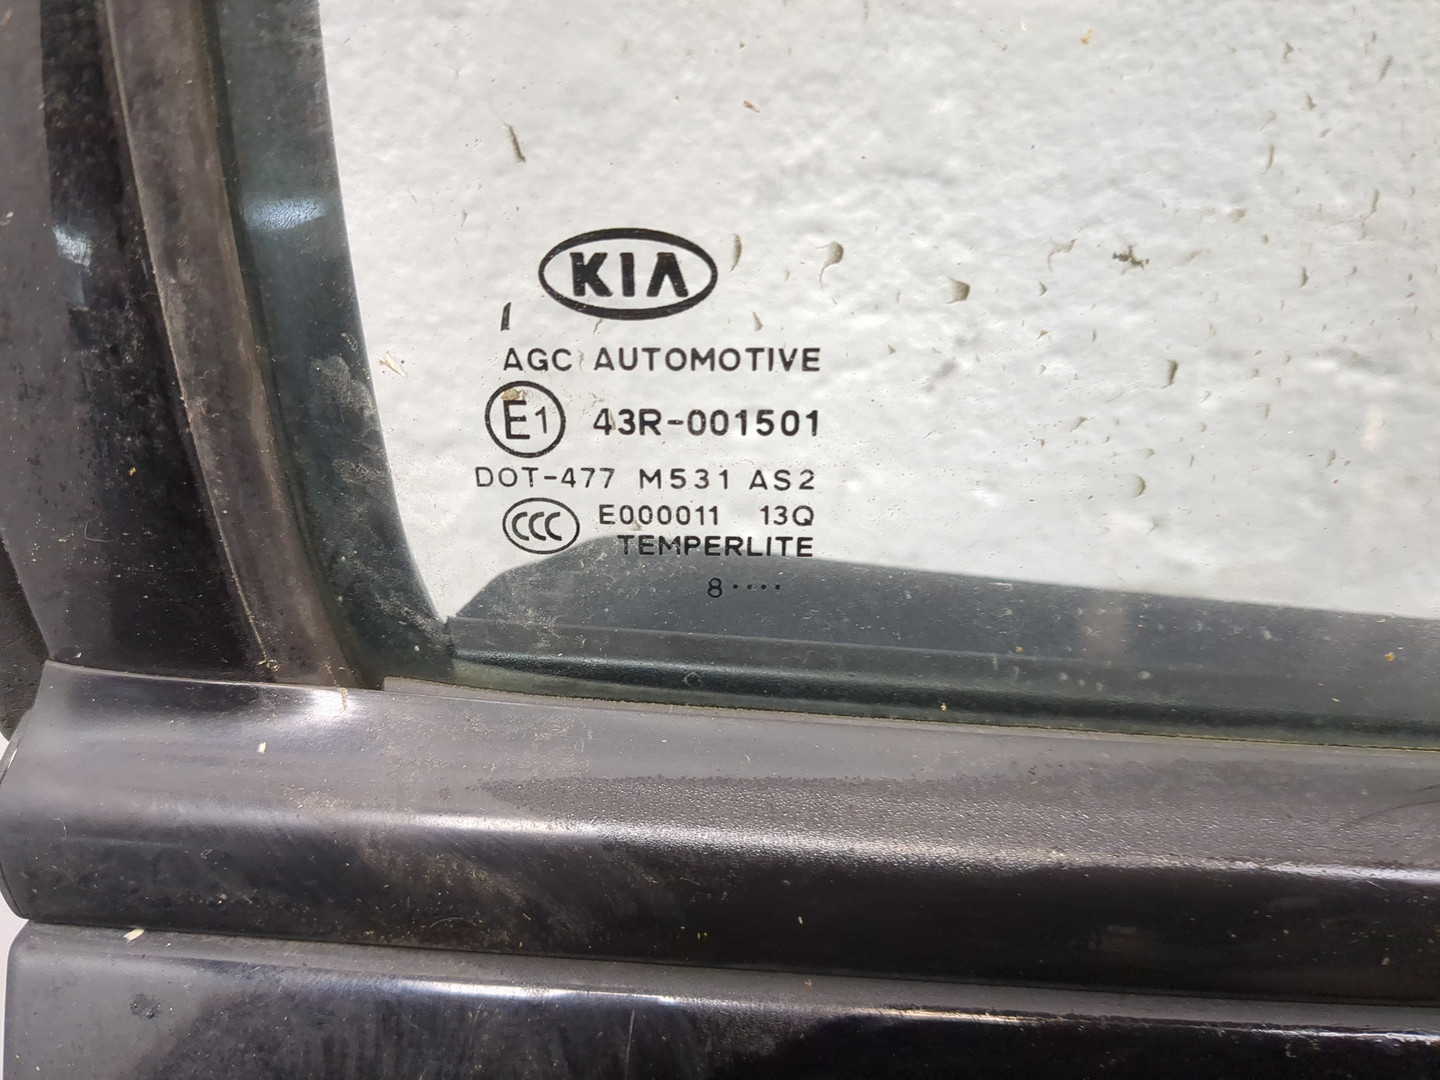 KIA
AGC AUTOMOTIVE
E1 43R-001501
DOT-477 M531 AS2
CCC E000011 13Q
TEMPERLITE
8····